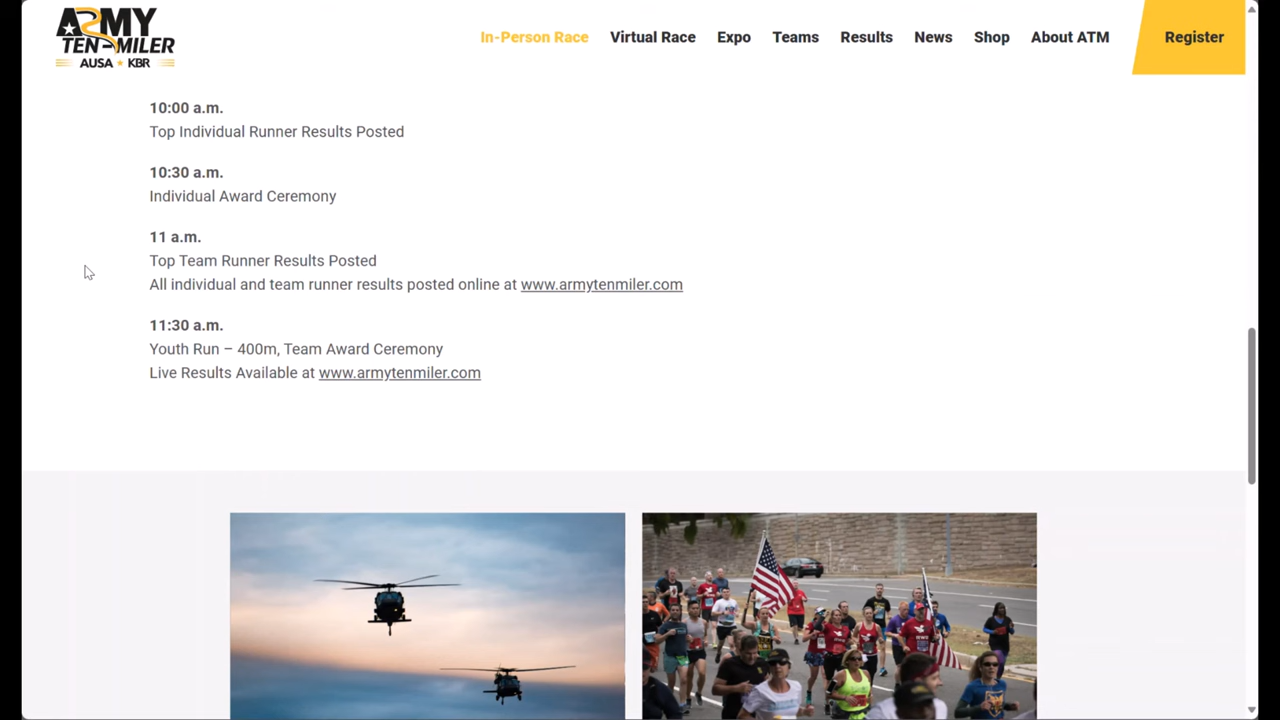 ARMY
TEN-MILER
AUSA ★ KBR
In-Person Race Virtual Race Expo Teams Results News Shop About ATM Register
10:00 a.m.
Top Individual Runner Results Posted
10:30 a.m.
Individual Award Ceremony
11 a.m.
Top Team Runner Results Posted
All individual and team runner results posted online at www.armytenmiler.com
11:30 a.m.
Youth Run – 400m, Team Award Ceremony
Live Results Available at www.armytenmiler.com